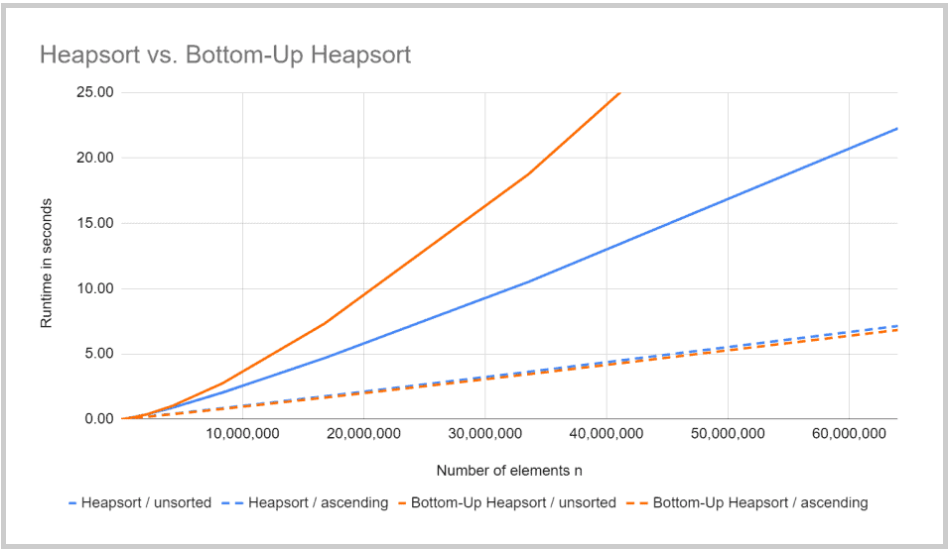 Heapsort vs. Bottom-Up Heapsort
25.00
20.00
15.00
10.00
5.00
0.00
Runtime in seconds
10,000,000 20,000,000 30,000,000 40,000,000 50,000,000 60,000,000
Number of elements n
Heapsort / unsorted Heapsort / ascending Bottom-Up Heapsort / unsorted Bottom-Up Heapsort / ascending